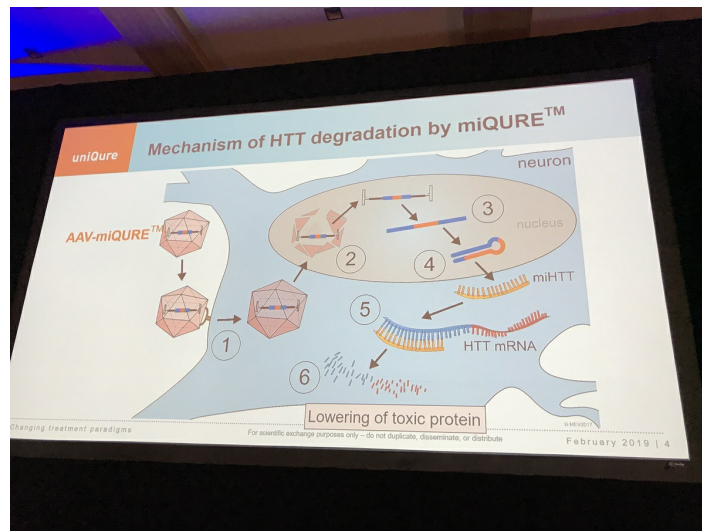 uniQure
Mechanism of HTT degradation by miQURE™
neuron
nucleus
AAV-miQURE™
1
2
3
4
miHTT
5
HTT mRNA
6
Lowering of toxic protein
Changing treatment paradigms
For scientific exchange purposes only – do not duplicate, disseminate, or distribute
February 2019 | 4